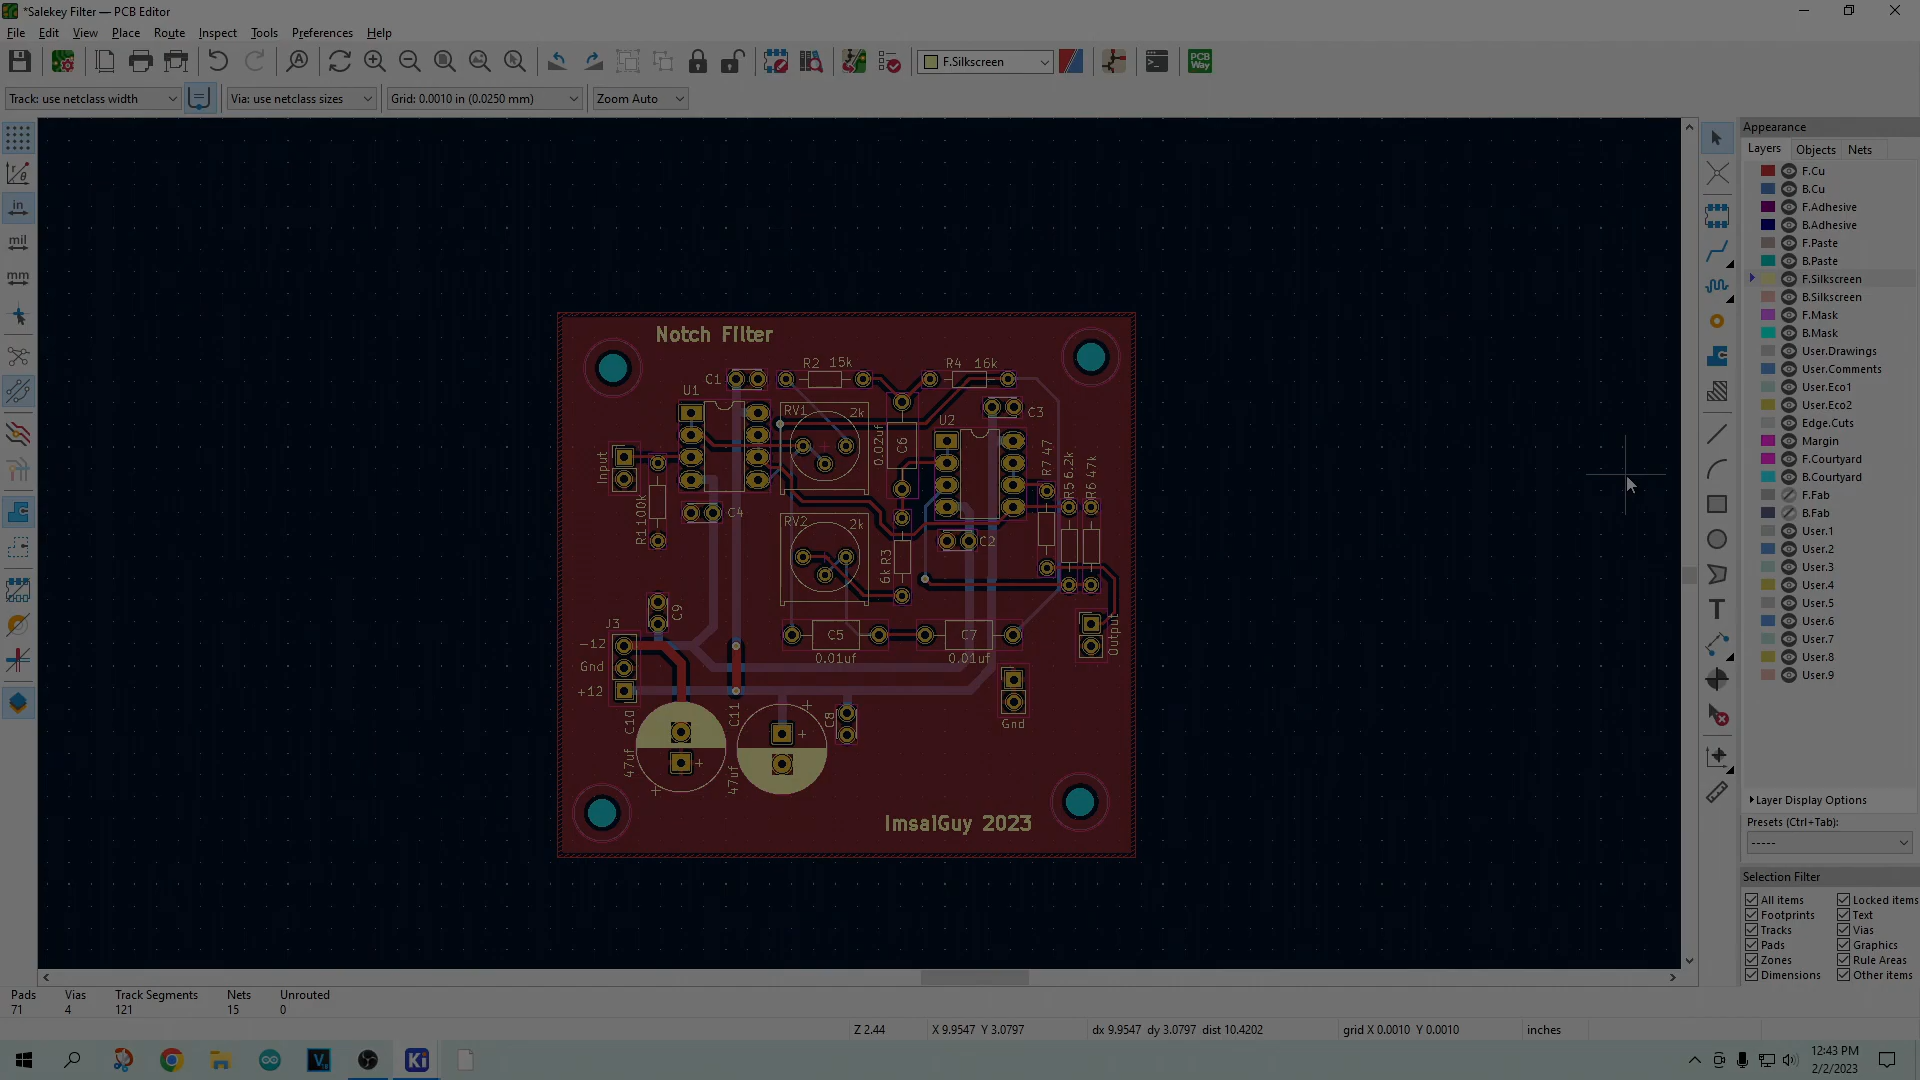 *Salekey Filter — PCB Editor
File Edit View Place Route Inspect Tools Preferences Help
F.Silkscreen
PCB Way
Track: use netclass width
Via: use netclass sizes
Grid: 0.0010 in (0.0250 mm)
Zoom Auto
in
mil
mm
Notch Filter
C1
R2 15k
R4 16k
U1
RV1 2k
0.02uf
C6
U2
C3
R7 47
R5 6.2k
R6 47k
Input
R1 100k
C4
RV2 2k
6k R3
C2
C9
J3
-12
Gnd
+12
C5
0.01uf
C7
0.01uf
Output
C10
47uf
C11
47uf
C8
Gnd
ImsaiGuy 2023
Appearance
Layers Objects Nets
F.Cu
B.Cu
F.Adhesive
B.Adhesive
F.Paste
B.Paste
F.Silkscreen
B.Silkscreen
F.Mask
B.Mask
User.Drawings
User.Comments
User.Eco1
User.Eco2
Edge.Cuts
Margin
F.Courtyard
B.Courtyard
F.Fab
B.Fab
User.1
User.2
User.3
User.4
User.5
User.6
User.7
User.8
User.9
Layer Display Options
Presets (Ctrl+Tab):
-----
Selection Filter
All items Locked items
Footprints Text
Tracks Vias
Pads Graphics
Zones Rule Areas
Dimensions Other items
Pads Vias Track Segments Nets Unrouted
71 4 121 15 0
Z 2.44 X 9.9547 Y 3.0797 dx 9.9547 dy 3.0797 dist 10.4202 grid X 0.0010 Y 0.0010 inches
Ki
12:43 PM
2/2/2023